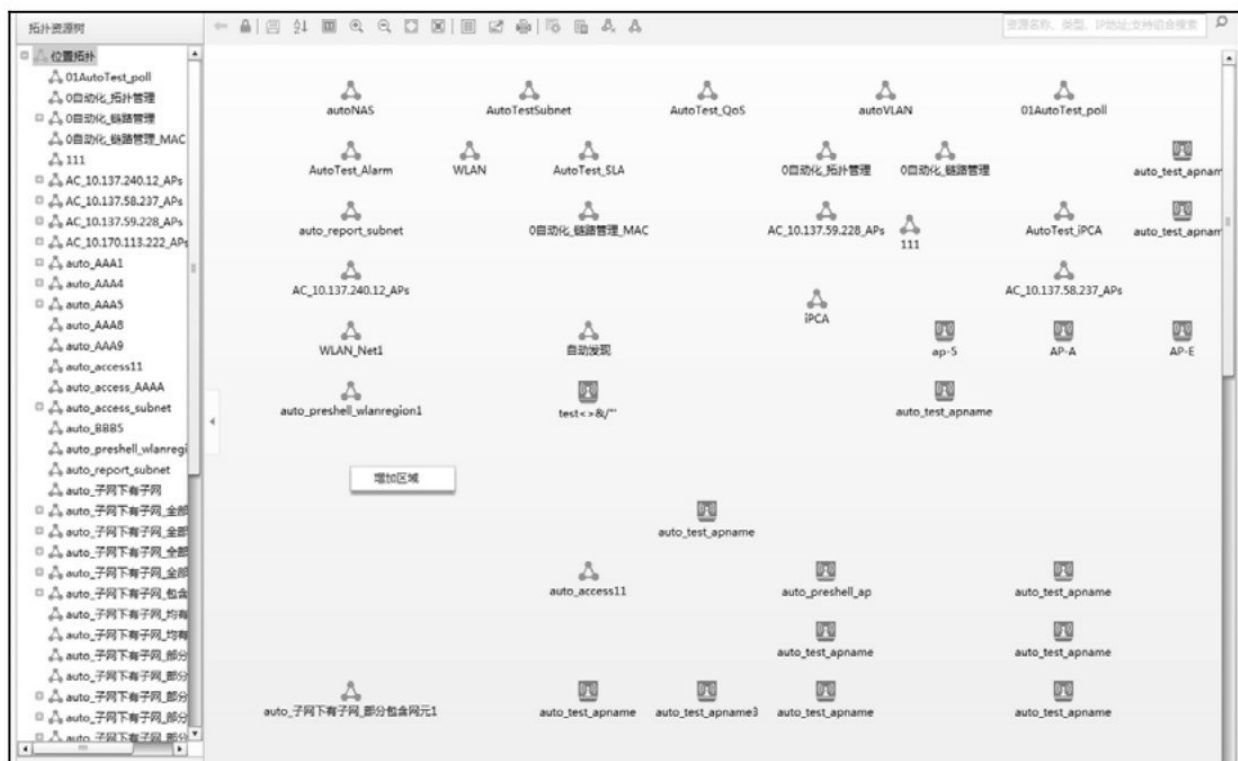 拓扑资源树
资源名称、类型、IP地址;支持组合搜索
位置拓扑
01AutoTest_poll
0自动化_拓扑管理
0自动化_链路管理
0自动化_链路管理_MAC
111
AC_10.137.240.12_APs
AC_10.137.58.237_APs
AC_10.137.59.228_APs
AC_10.170.113.222_APs
auto_AAA1
auto_AAA4
auto_AAA5
auto_AAA8
auto_AAA9
auto_access11
auto_access_AAAA
auto_access_subnet
auto_BBB5
auto_preshell_wlanregi
auto_report_subnet
auto_子网下有子网
auto_子网下有子网_全部
auto_子网下有子网_全部
auto_子网下有子网_全部
auto_子网下有子网_全部
auto_子网下有子网_包含
auto_子网下有子网_均有
auto_子网下有子网_均有
auto_子网下有子网_部分
auto_子网下有子网_部分
auto_子网下有子网_部分
auto_子网下有子网_部分
auto_子网下有子网_部分
autoNAS AutoTestSubnet AutoTest_QoS autoVLAN 01AutoTest_poll
AutoTest_Alarm WLAN AutoTest_SLA 0自动化_拓扑管理 0自动化_链路管理 auto_test_apnam
auto_report_subnet 0自动化_链路管理_MAC AC_10.137.59.228_APs 111 AutoTest_iPCA auto_test_apnam
AC_10.137.240.12_APs AC_10.137.58.237_APs
iPCA
WLAN_Net1 自动发现 ap-5 AP-A AP-E
auto_preshell_wlanregion1 test<>&/"' auto_test_apname
增加区域
auto_test_apname
auto_access11 auto_preshell_ap auto_test_apname
auto_test_apname auto_test_apname
auto_子网下有子网_部分包含网元1 auto_test_apname auto_test_apname3 auto_test_apname auto_test_apname